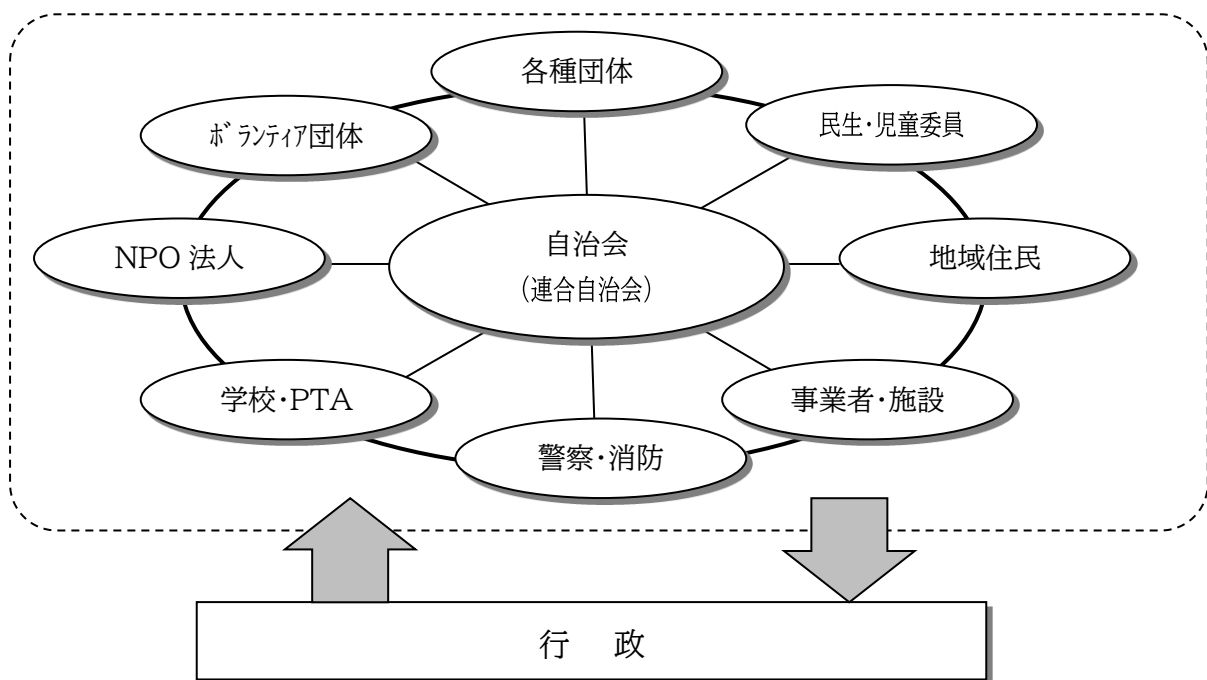 各種団体
ﾎﾞﾗﾝﾃｨｱ団体
民生・児童委員
NPO 法人
自治会
（連合自治会）
地域住民
学校・PTA
事業者・施設
警察・消防
行　政